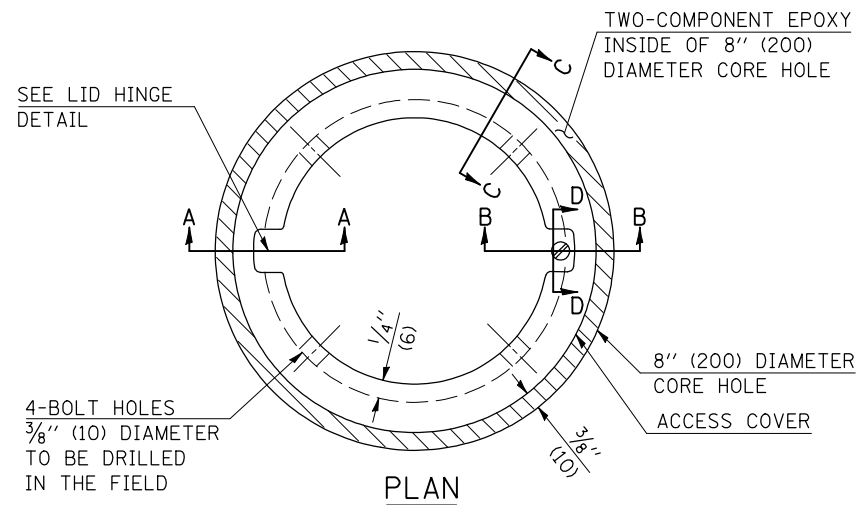 TWO-COMPONENT EPOXY
INSIDE OF 8" (200)
DIAMETER CORE HOLE
SEE LID HINGE
DETAIL
C
C
A
A
B
B
D
D
1/4"
(6)
8" (200) DIAMETER
CORE HOLE
ACCESS COVER
4-BOLT HOLES
3/8" (10) DIAMETER
TO BE DRILLED
IN THE FIELD
3/8"
(10)
PLAN